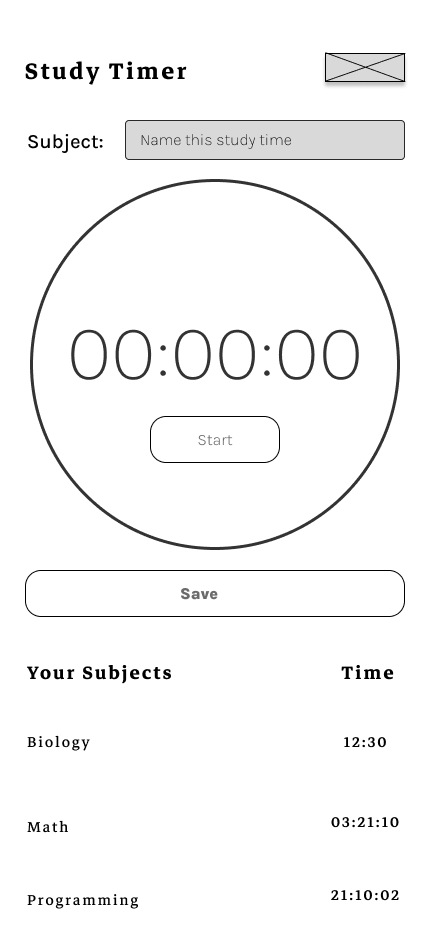 Study Timer
Subject: Name this study time
00:00:00
Start
Save
Your Subjects Time
Biology 12:30
Math 03:21:10
Programming 21:10:02